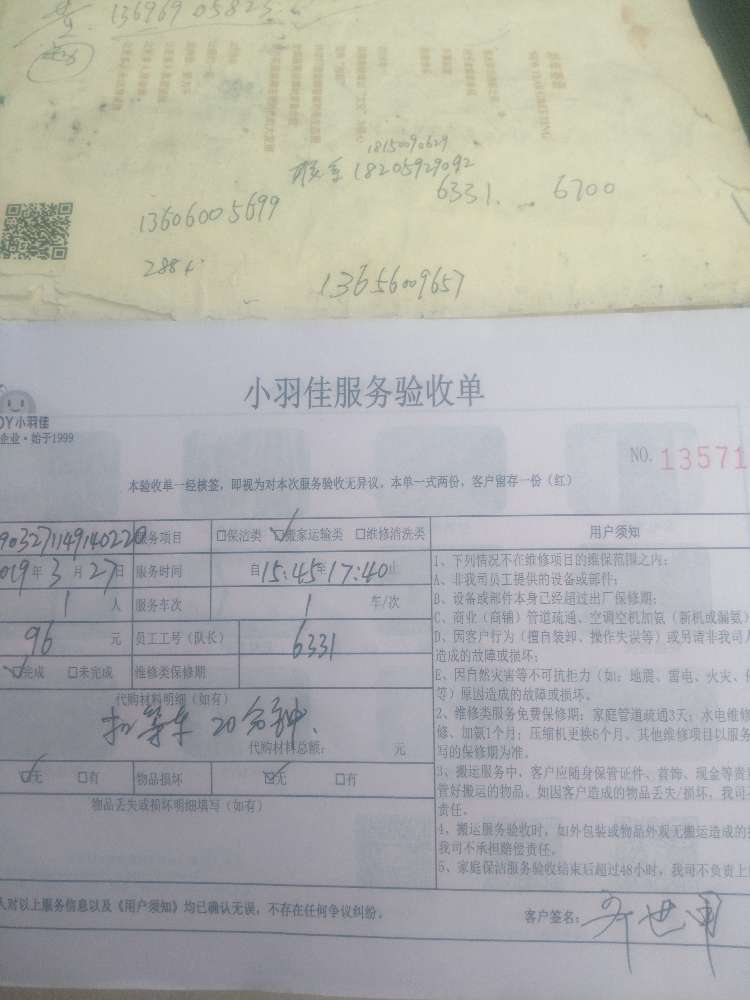 13696905823
18150090629
联系 18205929092
6331. 6700
13606005699
288
13656009657
小羽佳服务验收单
OY小羽佳
企业·始于1999
NO. 13571
本验收单一经核签，即视为对本次服务验收无异议，本单一式两份，客户留存一份（红）
服务项目 □保洁类 □搬家运输类 □维修清洗类 用户须知
019年3月27日 服务时间 自15:45至17:40止
1人 服务车次 1 车/次
96元 员工工号（队长） 6331
□完成 □未完成 维修类保修期
代购材料明细（如有）
扣等车20分钟.
代购材料总额： 元
□无 □有 物品损坏 □无 □有
物品丢失或损坏明细填写（如有）
1、下列情况不在维修项目的维保范围之内：
A、非我司员工提供的设备或部件；
B、设备或部件本身已经超过出厂保修期；
C、商业（商铺）管道疏通、空调空机加氨（新机或漏氨）
D、因客户行为（擅自装卸、操作失误等）或另请非我司
造成的故障或损坏；
E、因自然灾害等不可抗拒力（如：地震、雷电、火灾、
等）原因造成的故障或损坏。
2、维修类服务免费保修期：家庭管道疏通3天；水电维修
修、加氨1个月；压缩机更换6个月。其他维修项目以服务
写的保修期为准。
3、搬运服务中，客户应随身保管证件、首饰、现金等贵
管好搬运的物品。如因客户造成的物品丢失/损坏，我司
责任。
4、搬运服务验收时，如外包装或物品外观无搬运造成的
我司不承担赔偿责任。
5、家庭保洁服务验收结束后超过48小时，我司不负责上
人对以上服务信息以及《用户须知》均已确认无误，不存在任何争议纠纷。
客户签名：